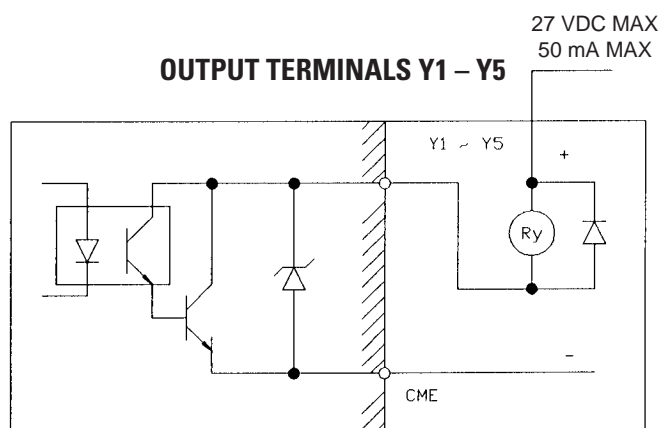 27 VDC MAX
50 mA MAX
OUTPUT TERMINALS Y1 – Y5
Y1 ~ Y5
+
Ry
-
CME